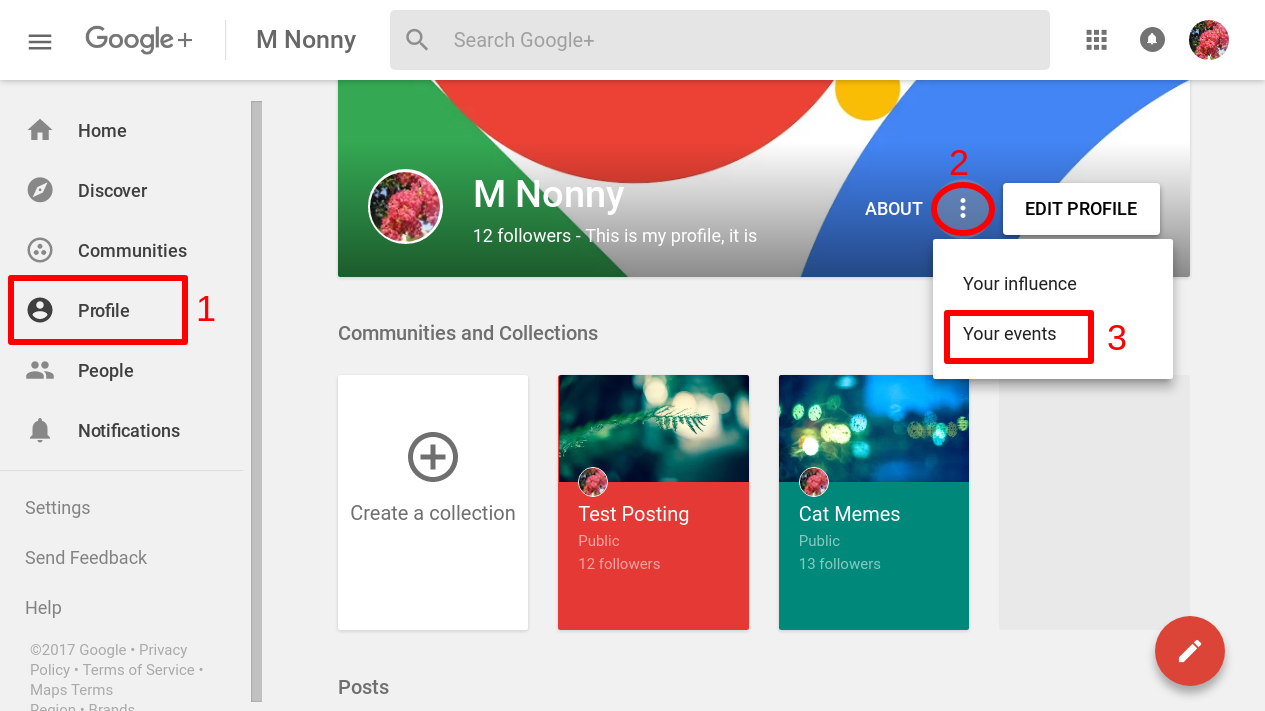 Google+
M Nonny
Search Google+
Home
Discover
Communities
Profile
1
People
Notifications
Settings
Send Feedback
Help
©2017 Google • Privacy
Policy • Terms of Service •
Maps Terms
Region • Brands
M Nonny
12 followers - This is my profile, it is
ABOUT
2
EDIT PROFILE
Your influence
Your events
3
Communities and Collections
Create a collection
Test Posting
Public
12 followers
Cat Memes
Public
13 followers
Posts